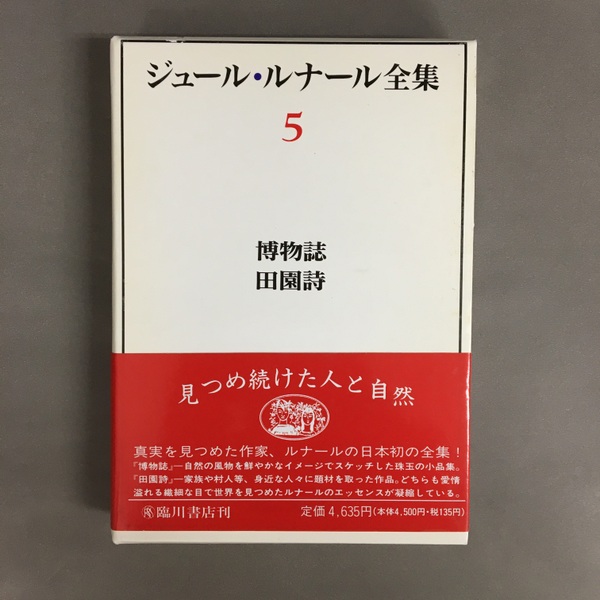 ジュール・ルナール全集
5
博物誌
田園詩
見つめ続けた人と自然
真実を見つめた作家、ルナールの日本初の全集！
「博物誌」—自然の風物を鮮やかなイメージでスケッチした珠玉の小品集。
「田園詩」—家族や村人等、身近な人々に題材を取った作品。どちらも愛情
溢れる繊細な目で世界を見つめたルナールのエッセンスが凝縮している。
臨川書店刊 定価 4,635円(本体4,500円・税135円)